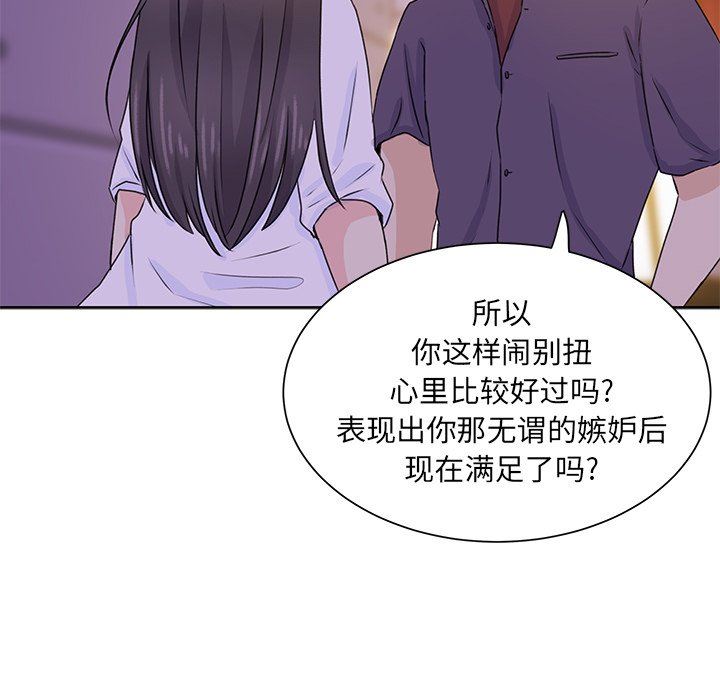 所以
你这样闹别扭
心里比较好过吗?
表现出你那无谓的嫉妒后
现在满足了吗?